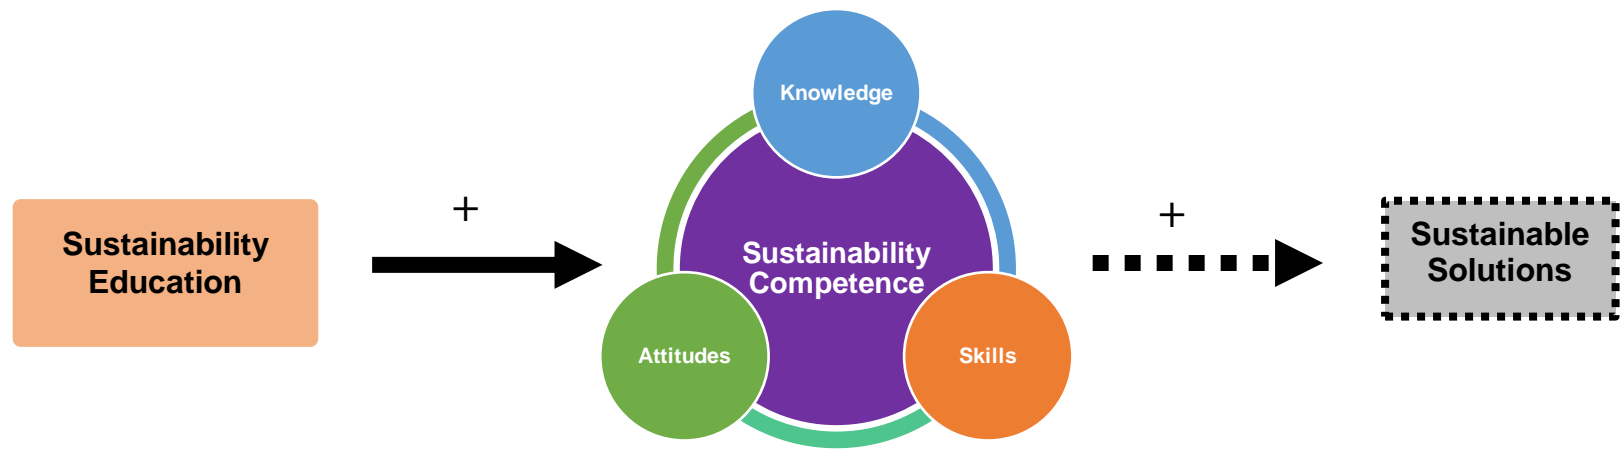 Sustainability
Education
+
Knowledge
Sustainability
Competence
Attitudes
Skills
+
Sustainable
Solutions